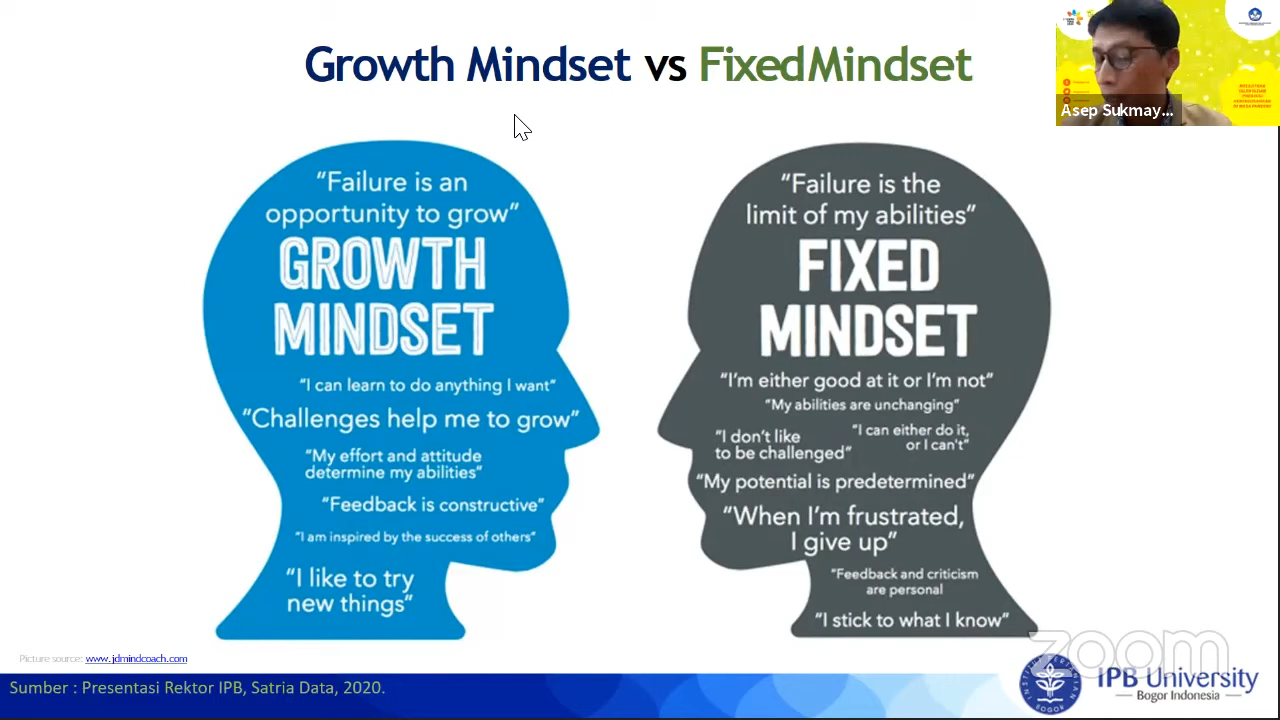 Growth Mindset vs FixedMindset
Asep Sukmay...
"Failure is an
opportunity to grow"
GROWTH
MINDSET
"I can learn to do anything I want"
"Challenges help me to grow"
"My effort and attitude
determine my abilities"
"Feedback is constructive"
"I am inspired by the success of others"
"I like to try
new things"
"Failure is the
limit of my abilities"
FIXED
MINDSET
"I'm either good at it or I'm not"
"My abilities are unchanging"
"I don't like
to be challenged"
"I can either do it,
or I can't"
"My potential is predetermined"
"When I'm frustrated,
I give up"
"Feedback and criticism
are personal
"I stick to what I know"
Picture source: www.jdmindcoach.com
Sumber : Presentasi Rektor IPB, Satria Data, 2020.
zoom
IPB University
Bogor Indonesia